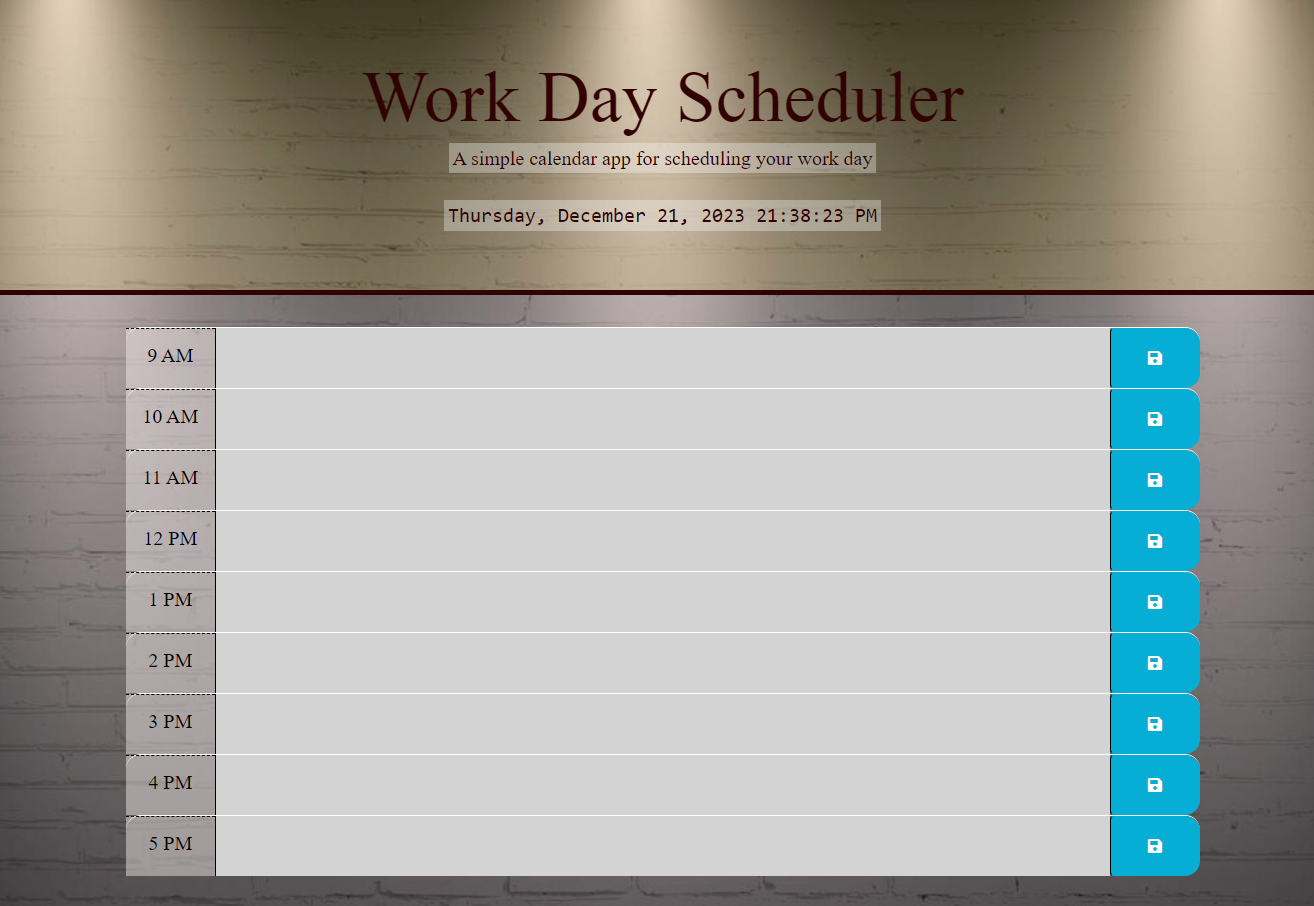 Work Day Scheduler
A simple calendar app for scheduling your work day
Thursday, December 21, 2023 21:38:23 PM
9 AM
10 AM
11 AM
12 PM
1 PM
2 PM
3 PM
4 PM
5 PM